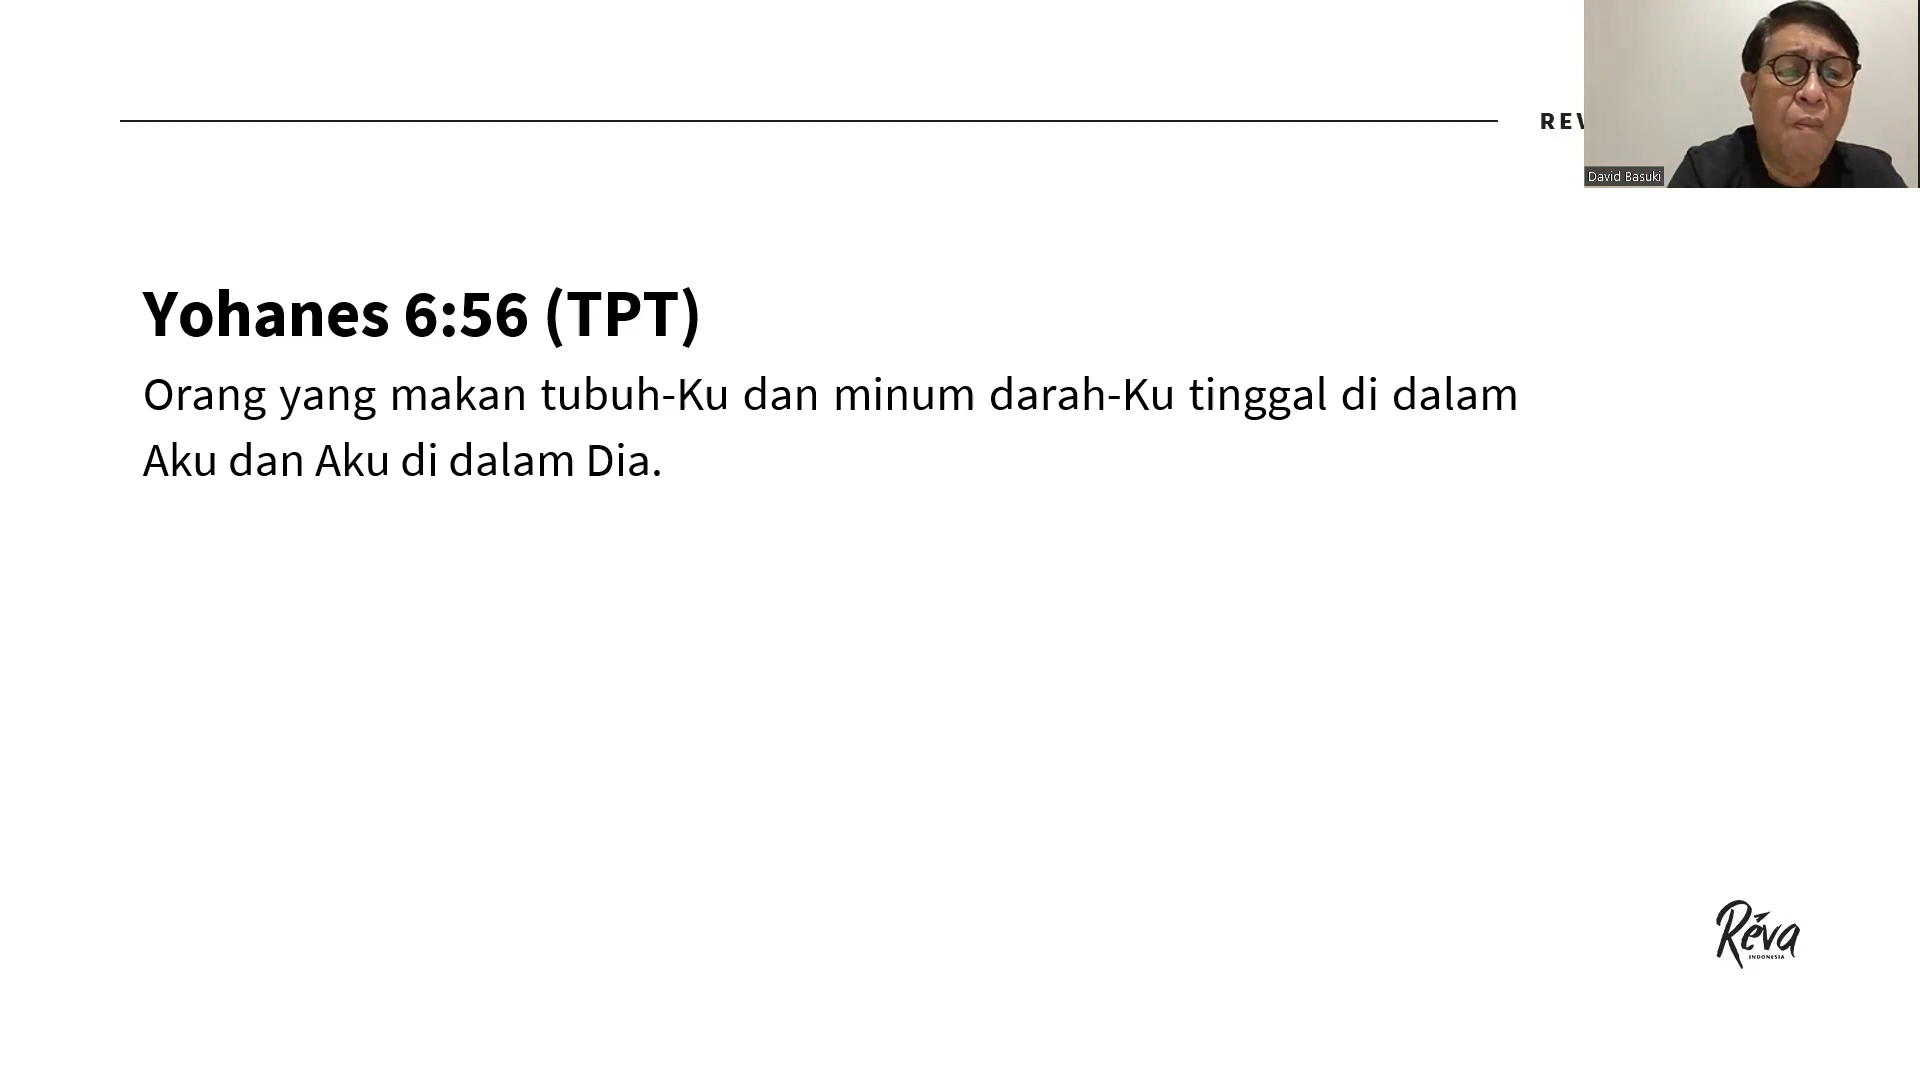 David Basuki
Yohanes 6:56 (TPT)
Orang yang makan tubuh-Ku dan minum darah-Ku tinggal di dalam
Aku dan Aku di dalam Dia.
Réva
INDONESIA